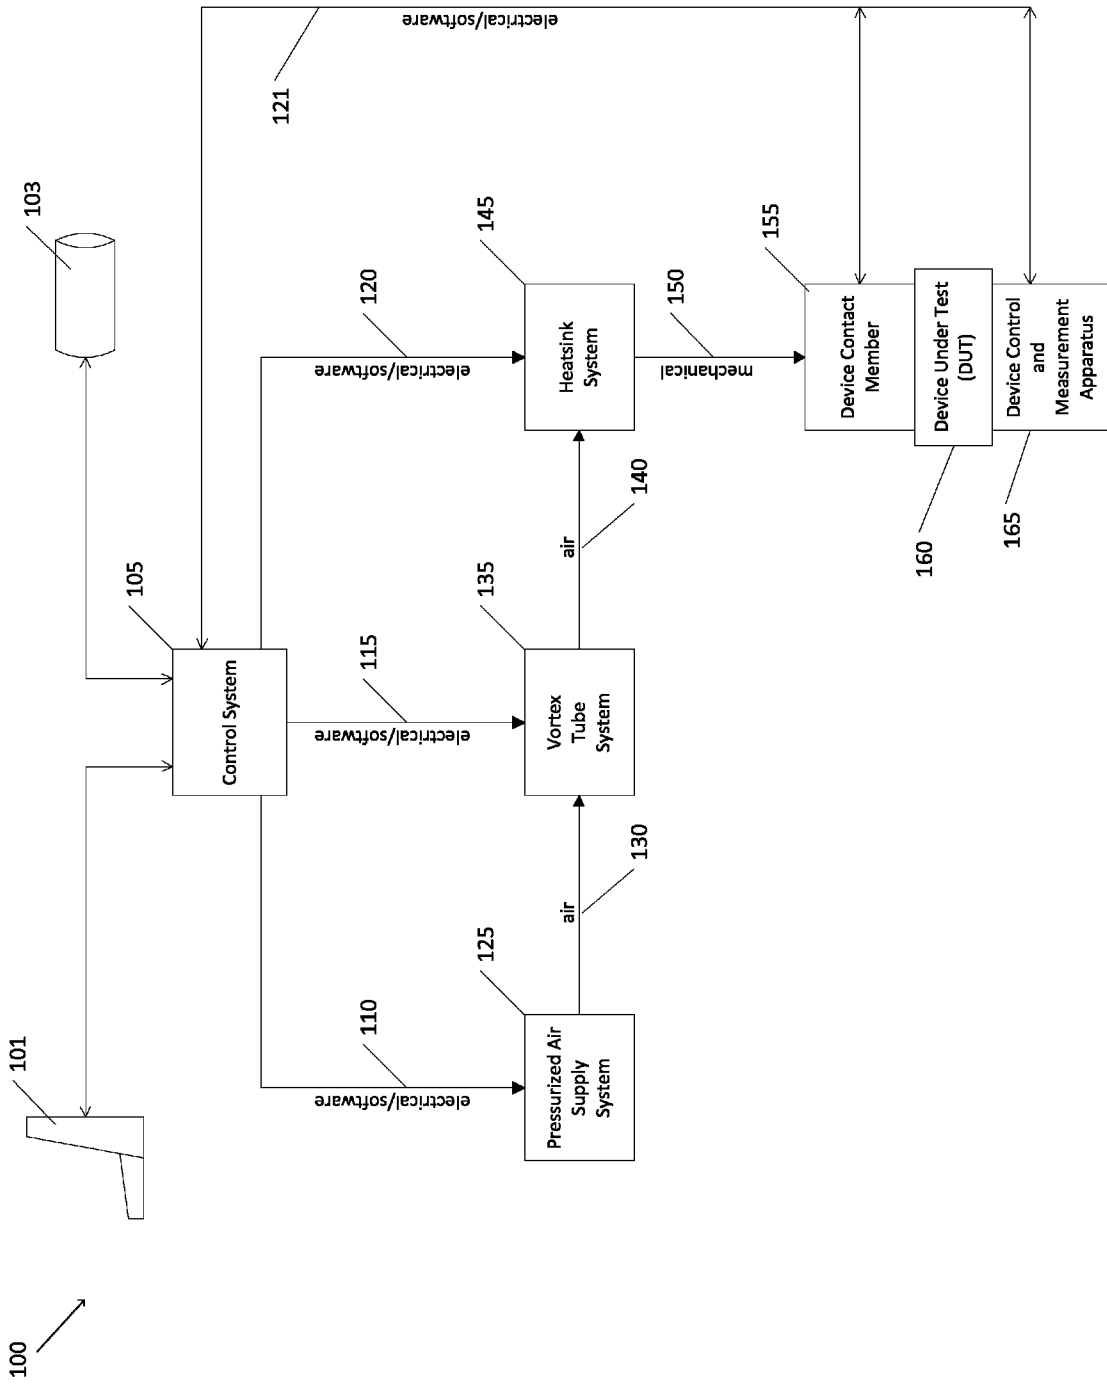 100
101
103
105
Control System
110
electrical/software
115
electrical/software
120
electrical/software
121
electrical/software
125
Pressurized Air
Supply
System
air
130
135
Vortex
Tube
System
air
140
145
Heatsink
System
mechanical
150
155
Device Contact
Member
Device Under Test
(DUT)
160
Device Control
and
Measurement
Apparatus
165